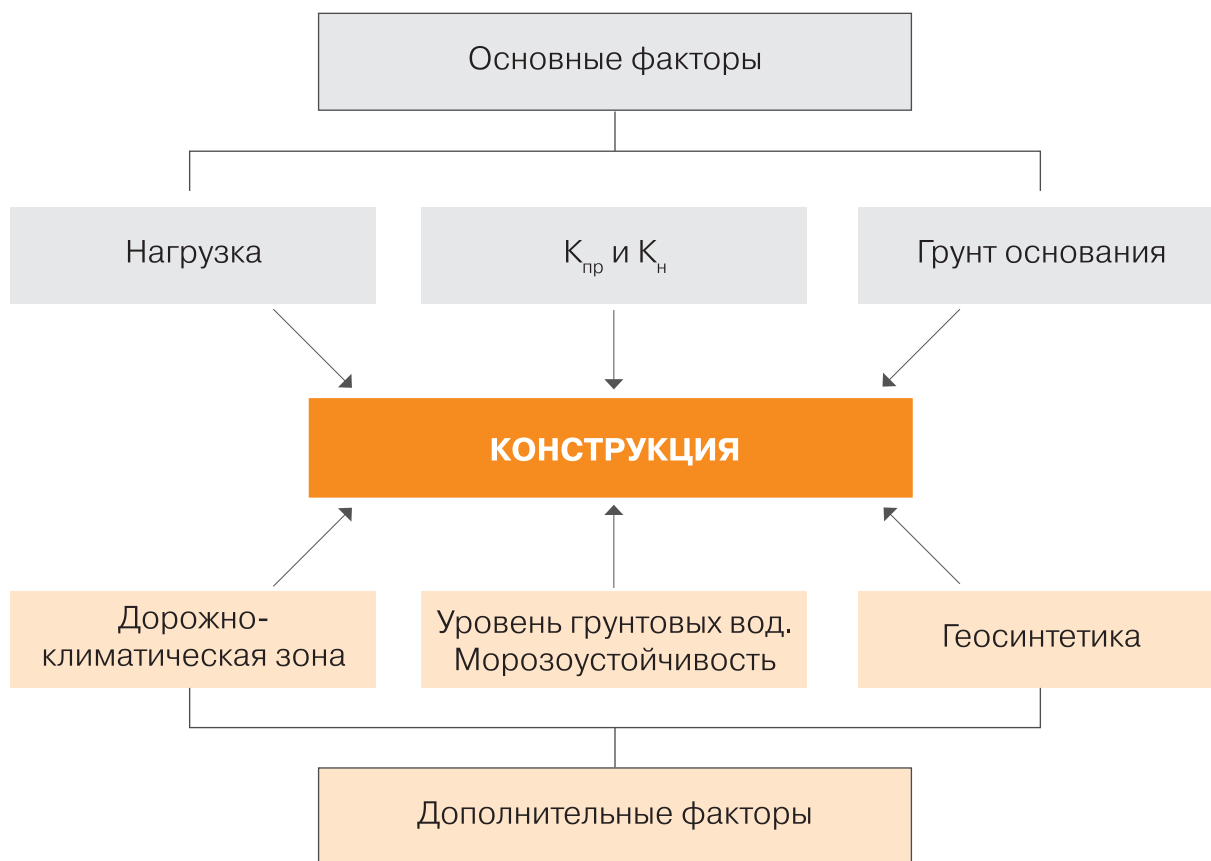 Основные факторы
Нагрузка
Кпр и Кн
Грунт основания
КОНСТРУКЦИЯ
Дорожно-
климатическая зона
Уровень грунтовых вод.
Морозоустойчивость
Геосинтетика
Дополнительные факторы